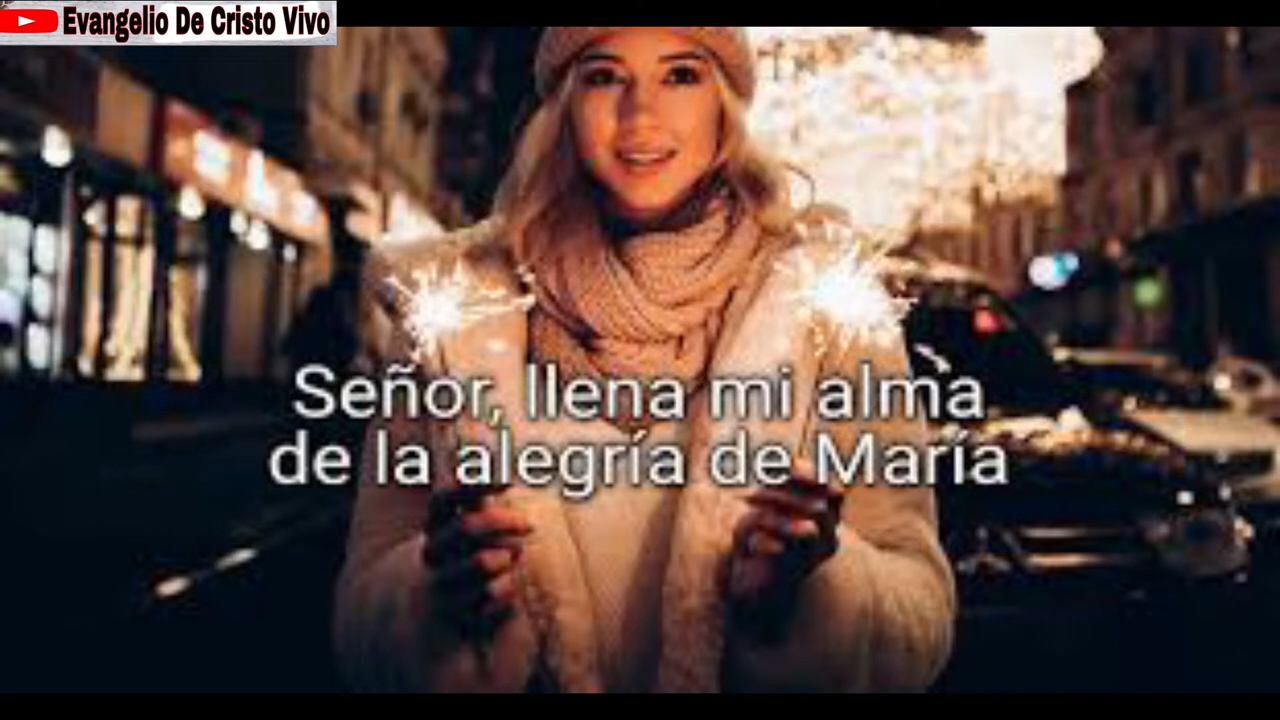 Evangelio De Cristo Vivo
Señor, llena mi alma
de la alegría de María